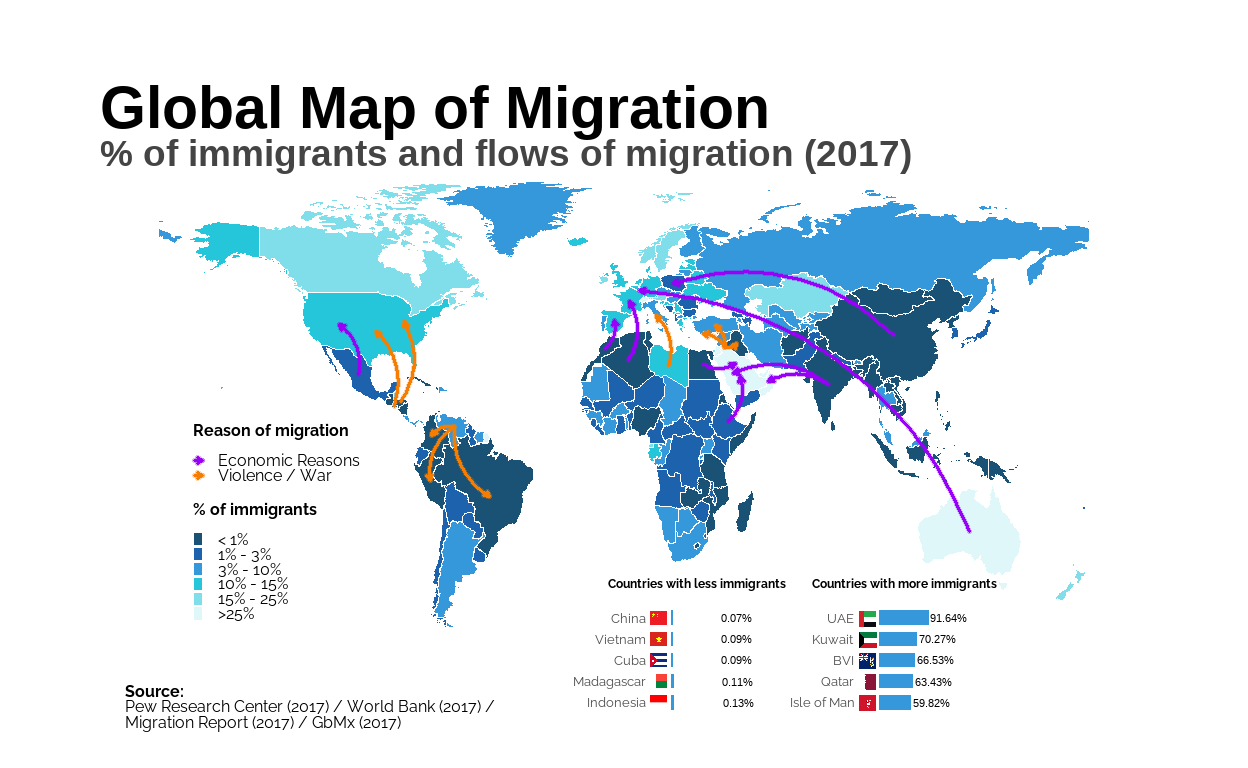 Global Map of Migration
% of immigrants and flows of migration (2017)
Reason of migration
Economic Reasons
Violence / War
% of immigrants
< 1%
1% - 3%
3% - 10%
10% - 15%
15% - 25%
>25%
Countries with less immigrants
China 0.07%
Vietnam 0.09%
Cuba 0.09%
Madagascar 0.11%
Indonesia 0.13%
Countries with more immigrants
UAE 91.64%
Kuwait 70.27%
BVI 66.53%
Qatar 63.43%
Isle of Man 59.82%
Source:
Pew Research Center (2017) / World Bank (2017) /
Migration Report (2017) / GbMx (2017)